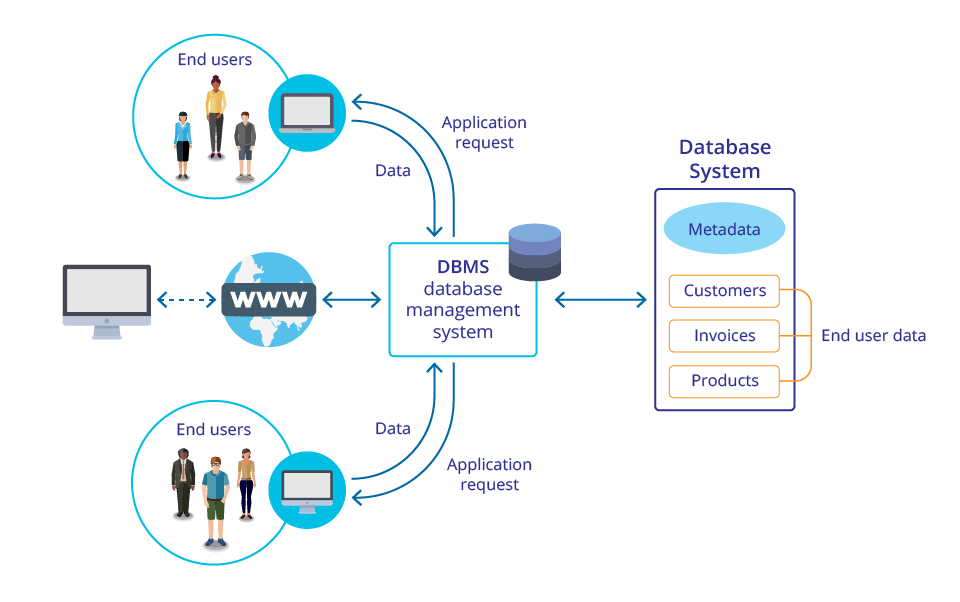 End users
Application
request
Data
Database
System
Metadata
DBMS
database
management
system
WWW
Customers
Invoices
Products
End user data
Data
End users
Application
request